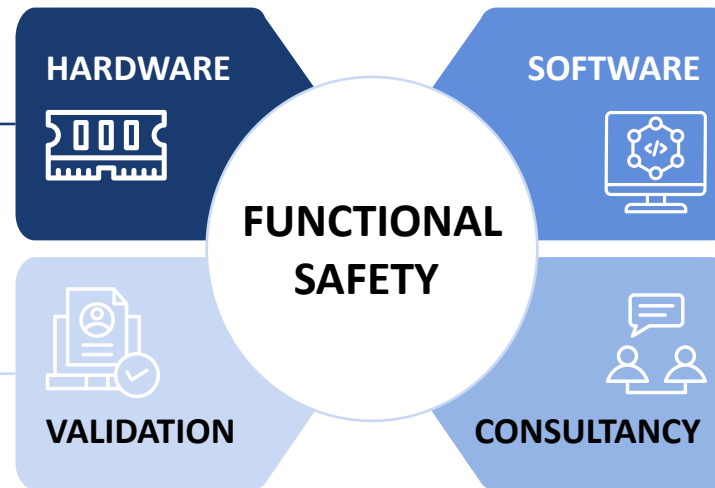 HARDWARE
SOFTWARE
</>
FUNCTIONAL
SAFETY
VALIDATION
CONSULTANCY